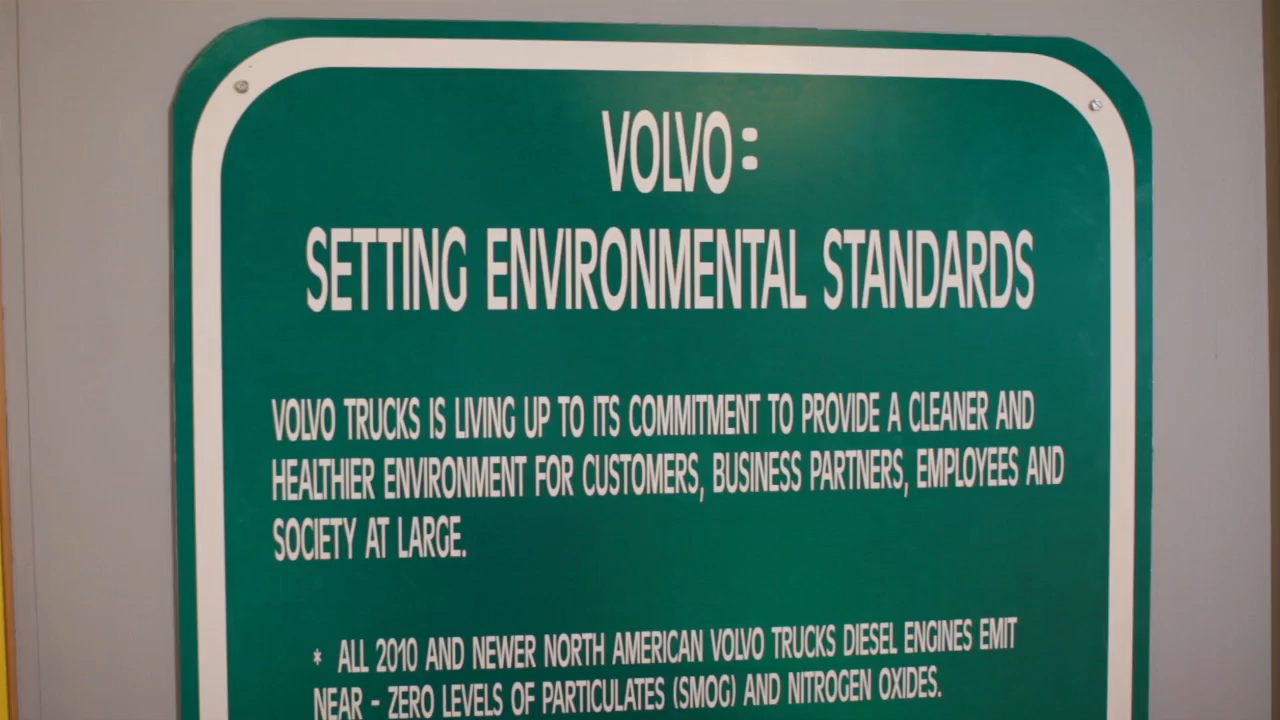 VOLVO:
SETTING ENVIRONMENTAL STANDARDS
VOLVO TRUCKS IS LIVING UP TO ITS COMMITMENT TO PROVIDE A CLEANER AND
HEALTHIER ENVIRONMENT FOR CUSTOMERS, BUSINESS PARTNERS, EMPLOYEES AND
SOCIETY AT LARGE.
* ALL 2010 AND NEWER NORTH AMERICAN VOLVO TRUCKS DIESEL ENGINES EMIT
NEAR - ZERO LEVELS OF PARTICULATES (SMOG) AND NITROGEN OXIDES.